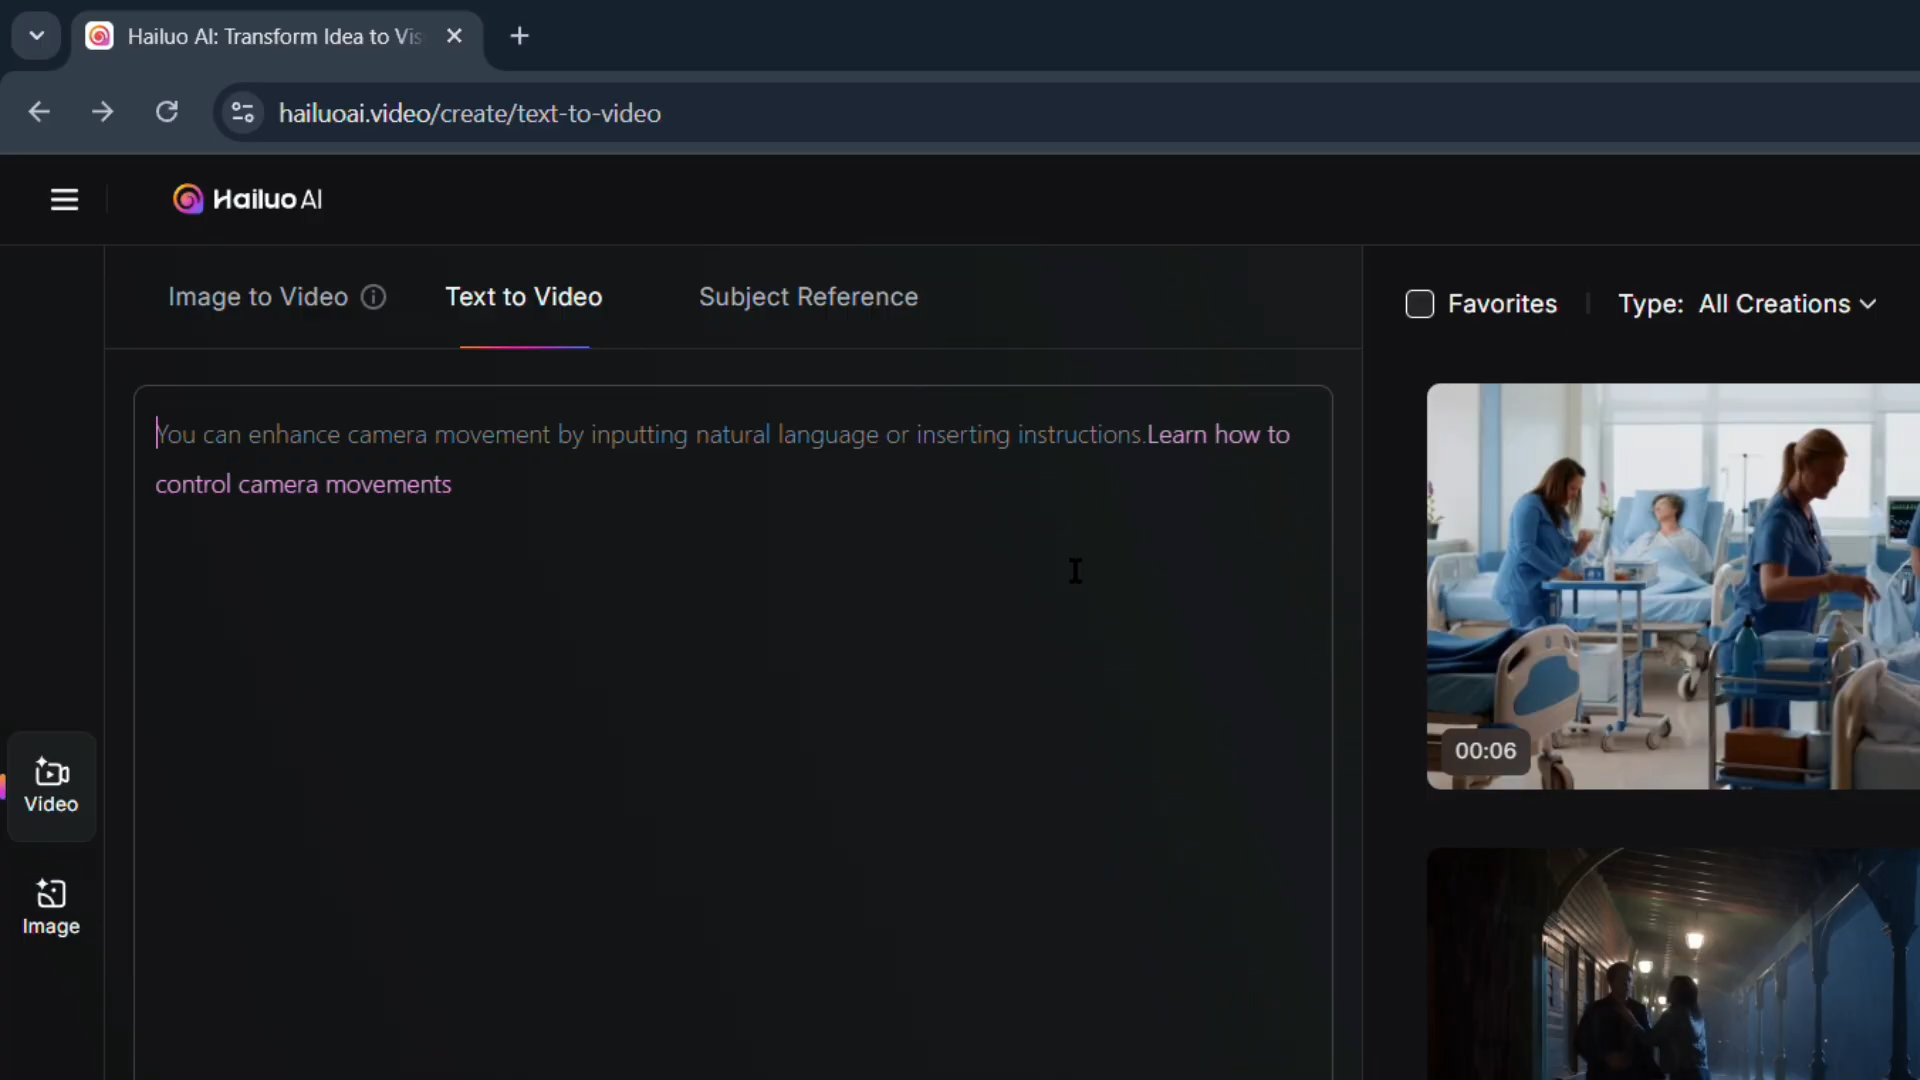 Hailuo AI: Transform Idea to Vis
hailuoai.video/create/text-to-video
Hailuo AI
Image to Video
Text to Video
Subject Reference
Favorites
Type: All Creations
You can enhance camera movement by inputting natural language or inserting instructions.Learn how to
control camera movements
00:06
Video
Image